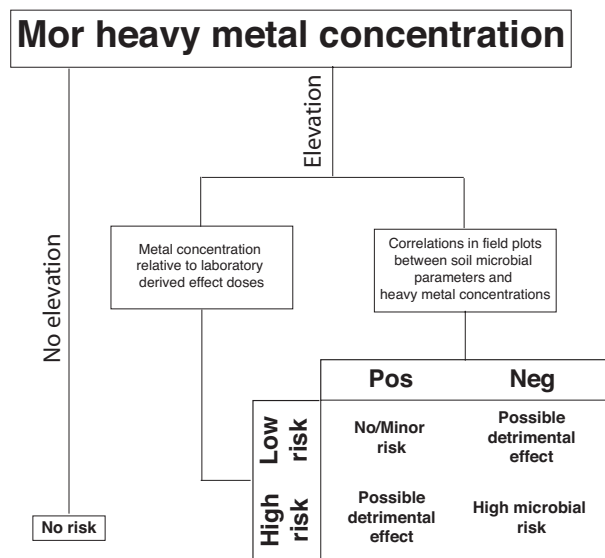 Mor heavy metal concentration
No elevation
Elevation
Metal concentration
relative to laboratory
derived effect doses
Correlations in field plots
between soil microbial
parameters and
heavy metal concentrations
Pos
Neg
Low
risk
No/Minor
risk
Possible
detrimental
effect
High
risk
Possible
detrimental
effect
High microbial
risk
No risk